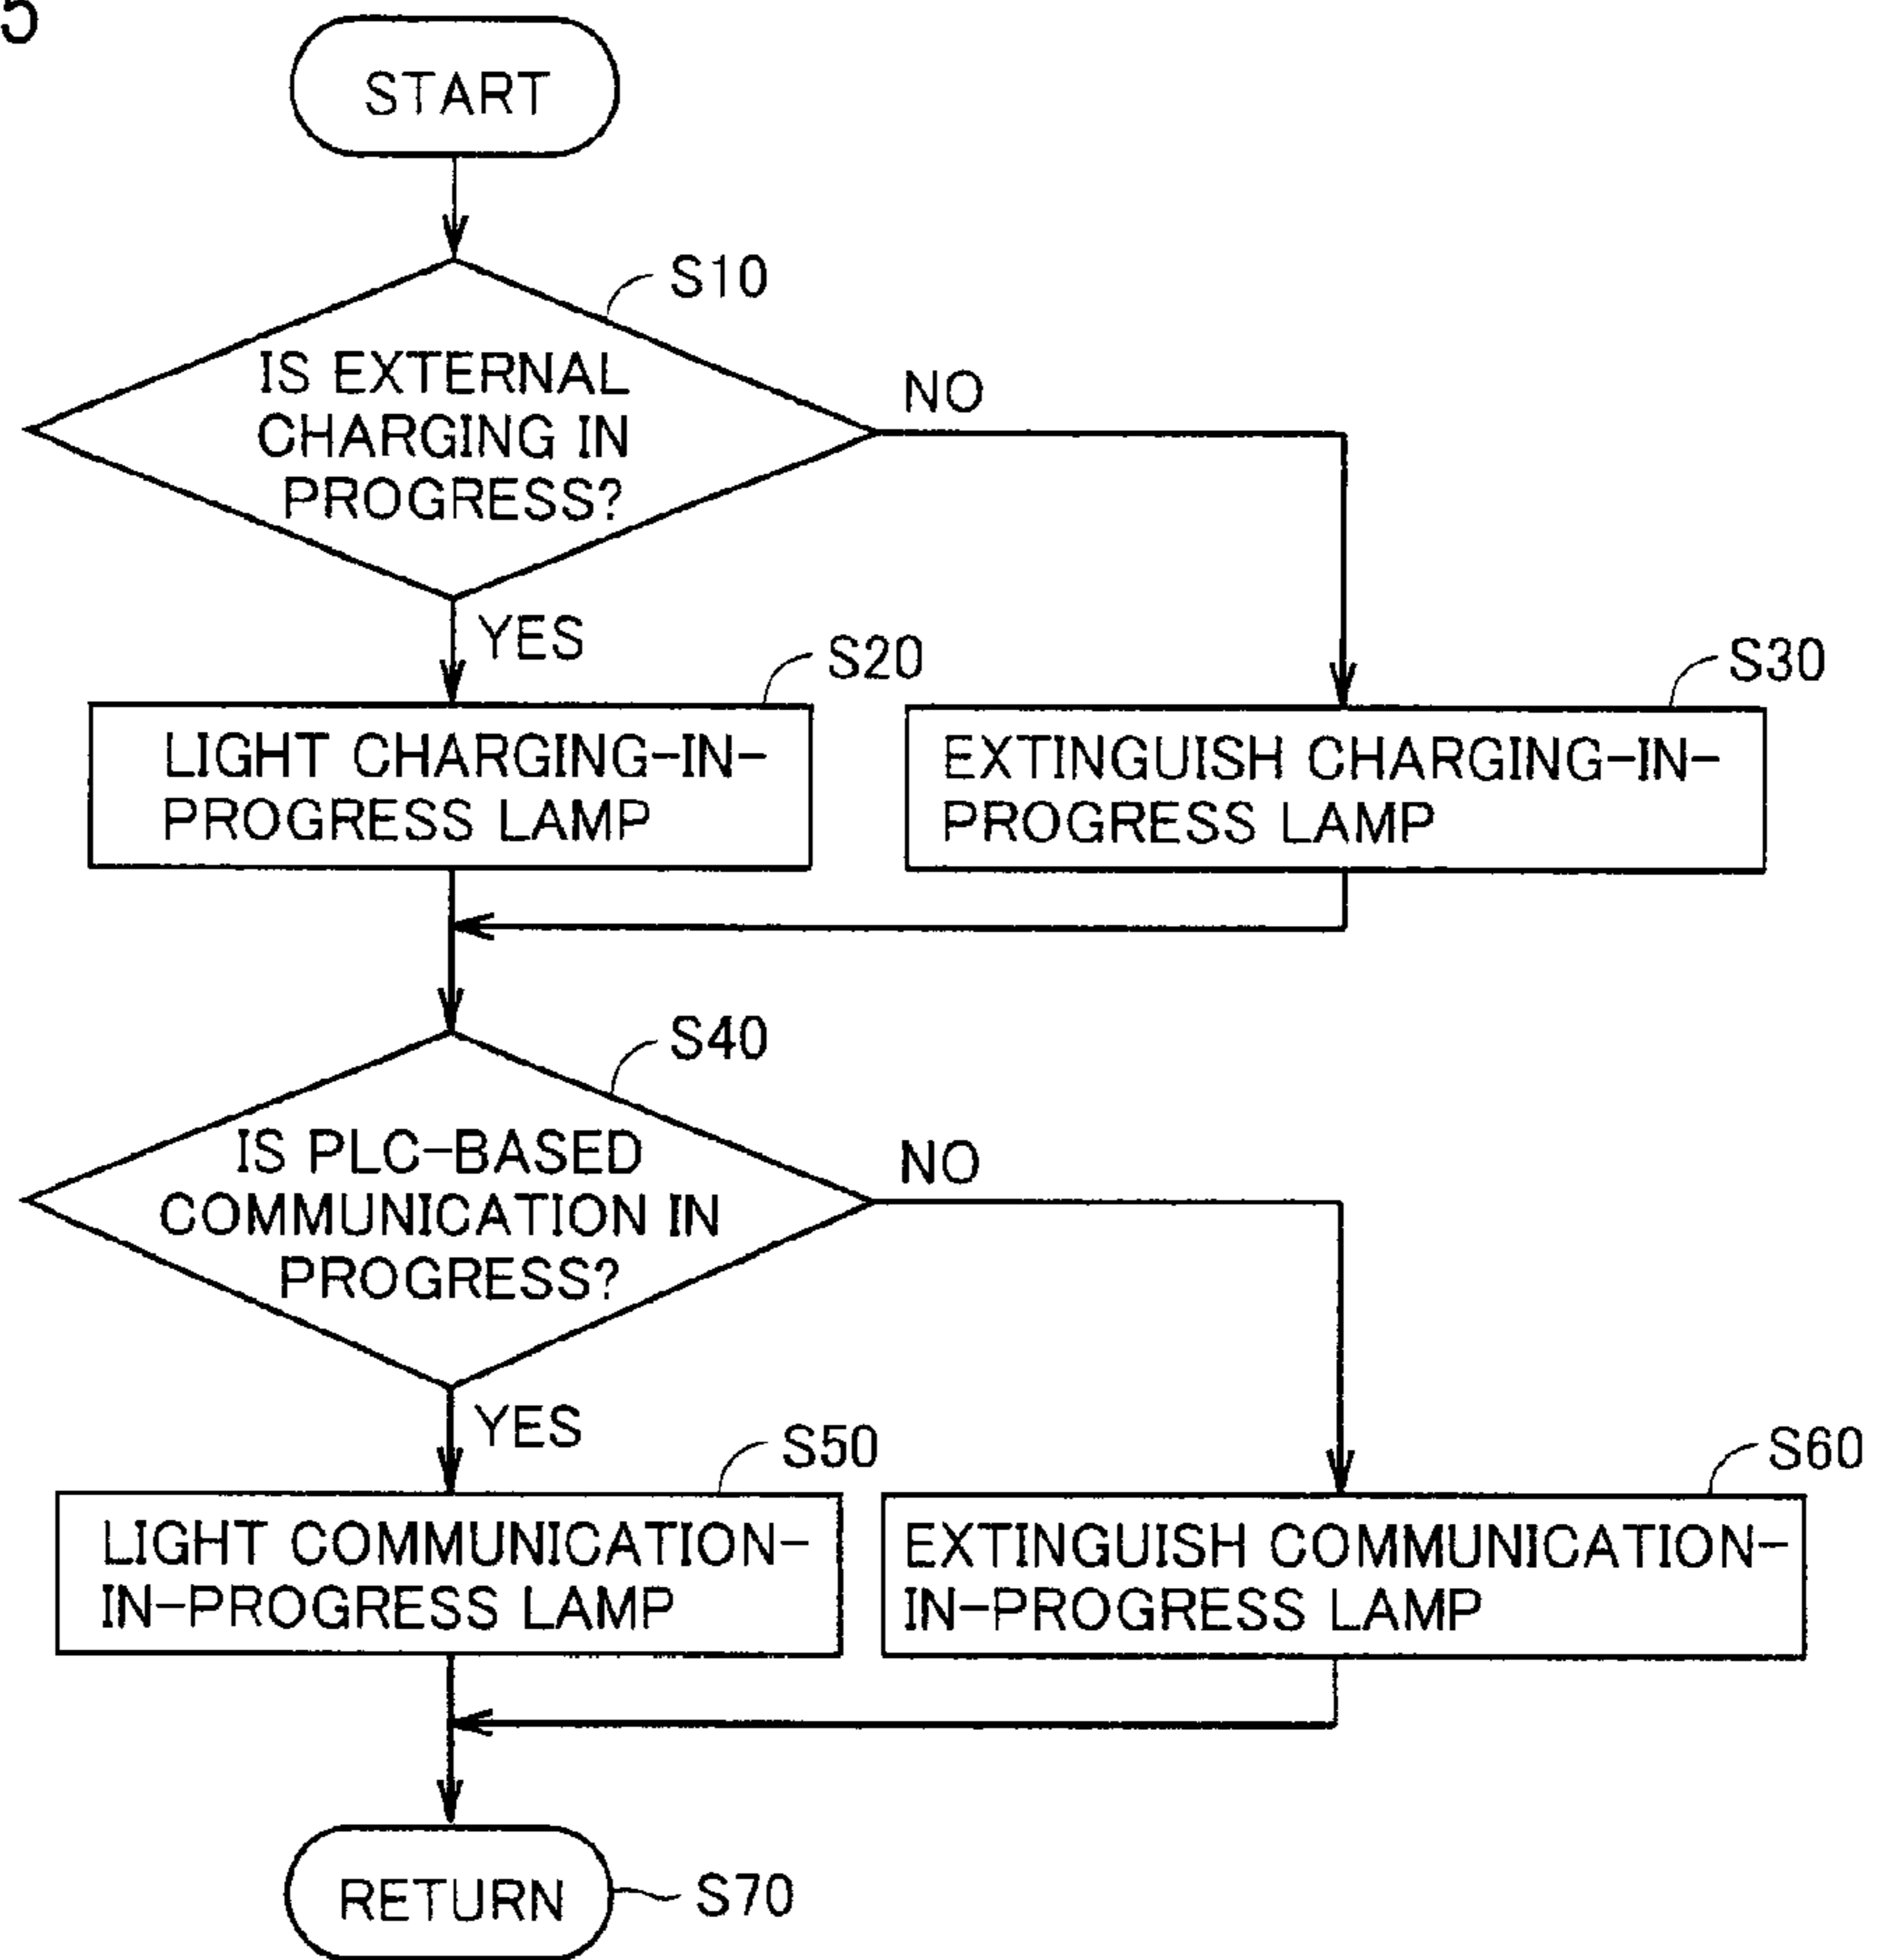 5
START
S10
IS EXTERNAL
CHARGING IN
PROGRESS?
NO
YES
S20
S30
LIGHT CHARGING-IN-
PROGRESS LAMP
EXTINGUISH CHARGING-IN-
PROGRESS LAMP
S40
IS PLC-BASED
COMMUNICATION IN
PROGRESS?
NO
YES
S50
S60
LIGHT COMMUNICATION-
IN-PROGRESS LAMP
EXTINGUISH COMMUNICATION-
IN-PROGRESS LAMP
RETURN
S70